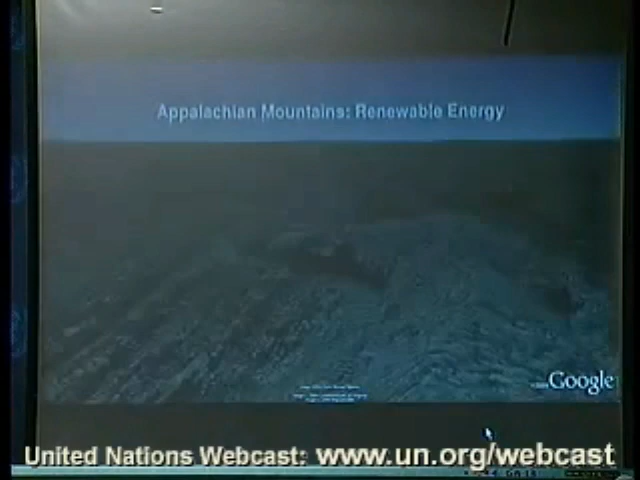 Appalachian Mountains: Renewable Energy
Google
United Nations Webcast: www.un.org/webcast